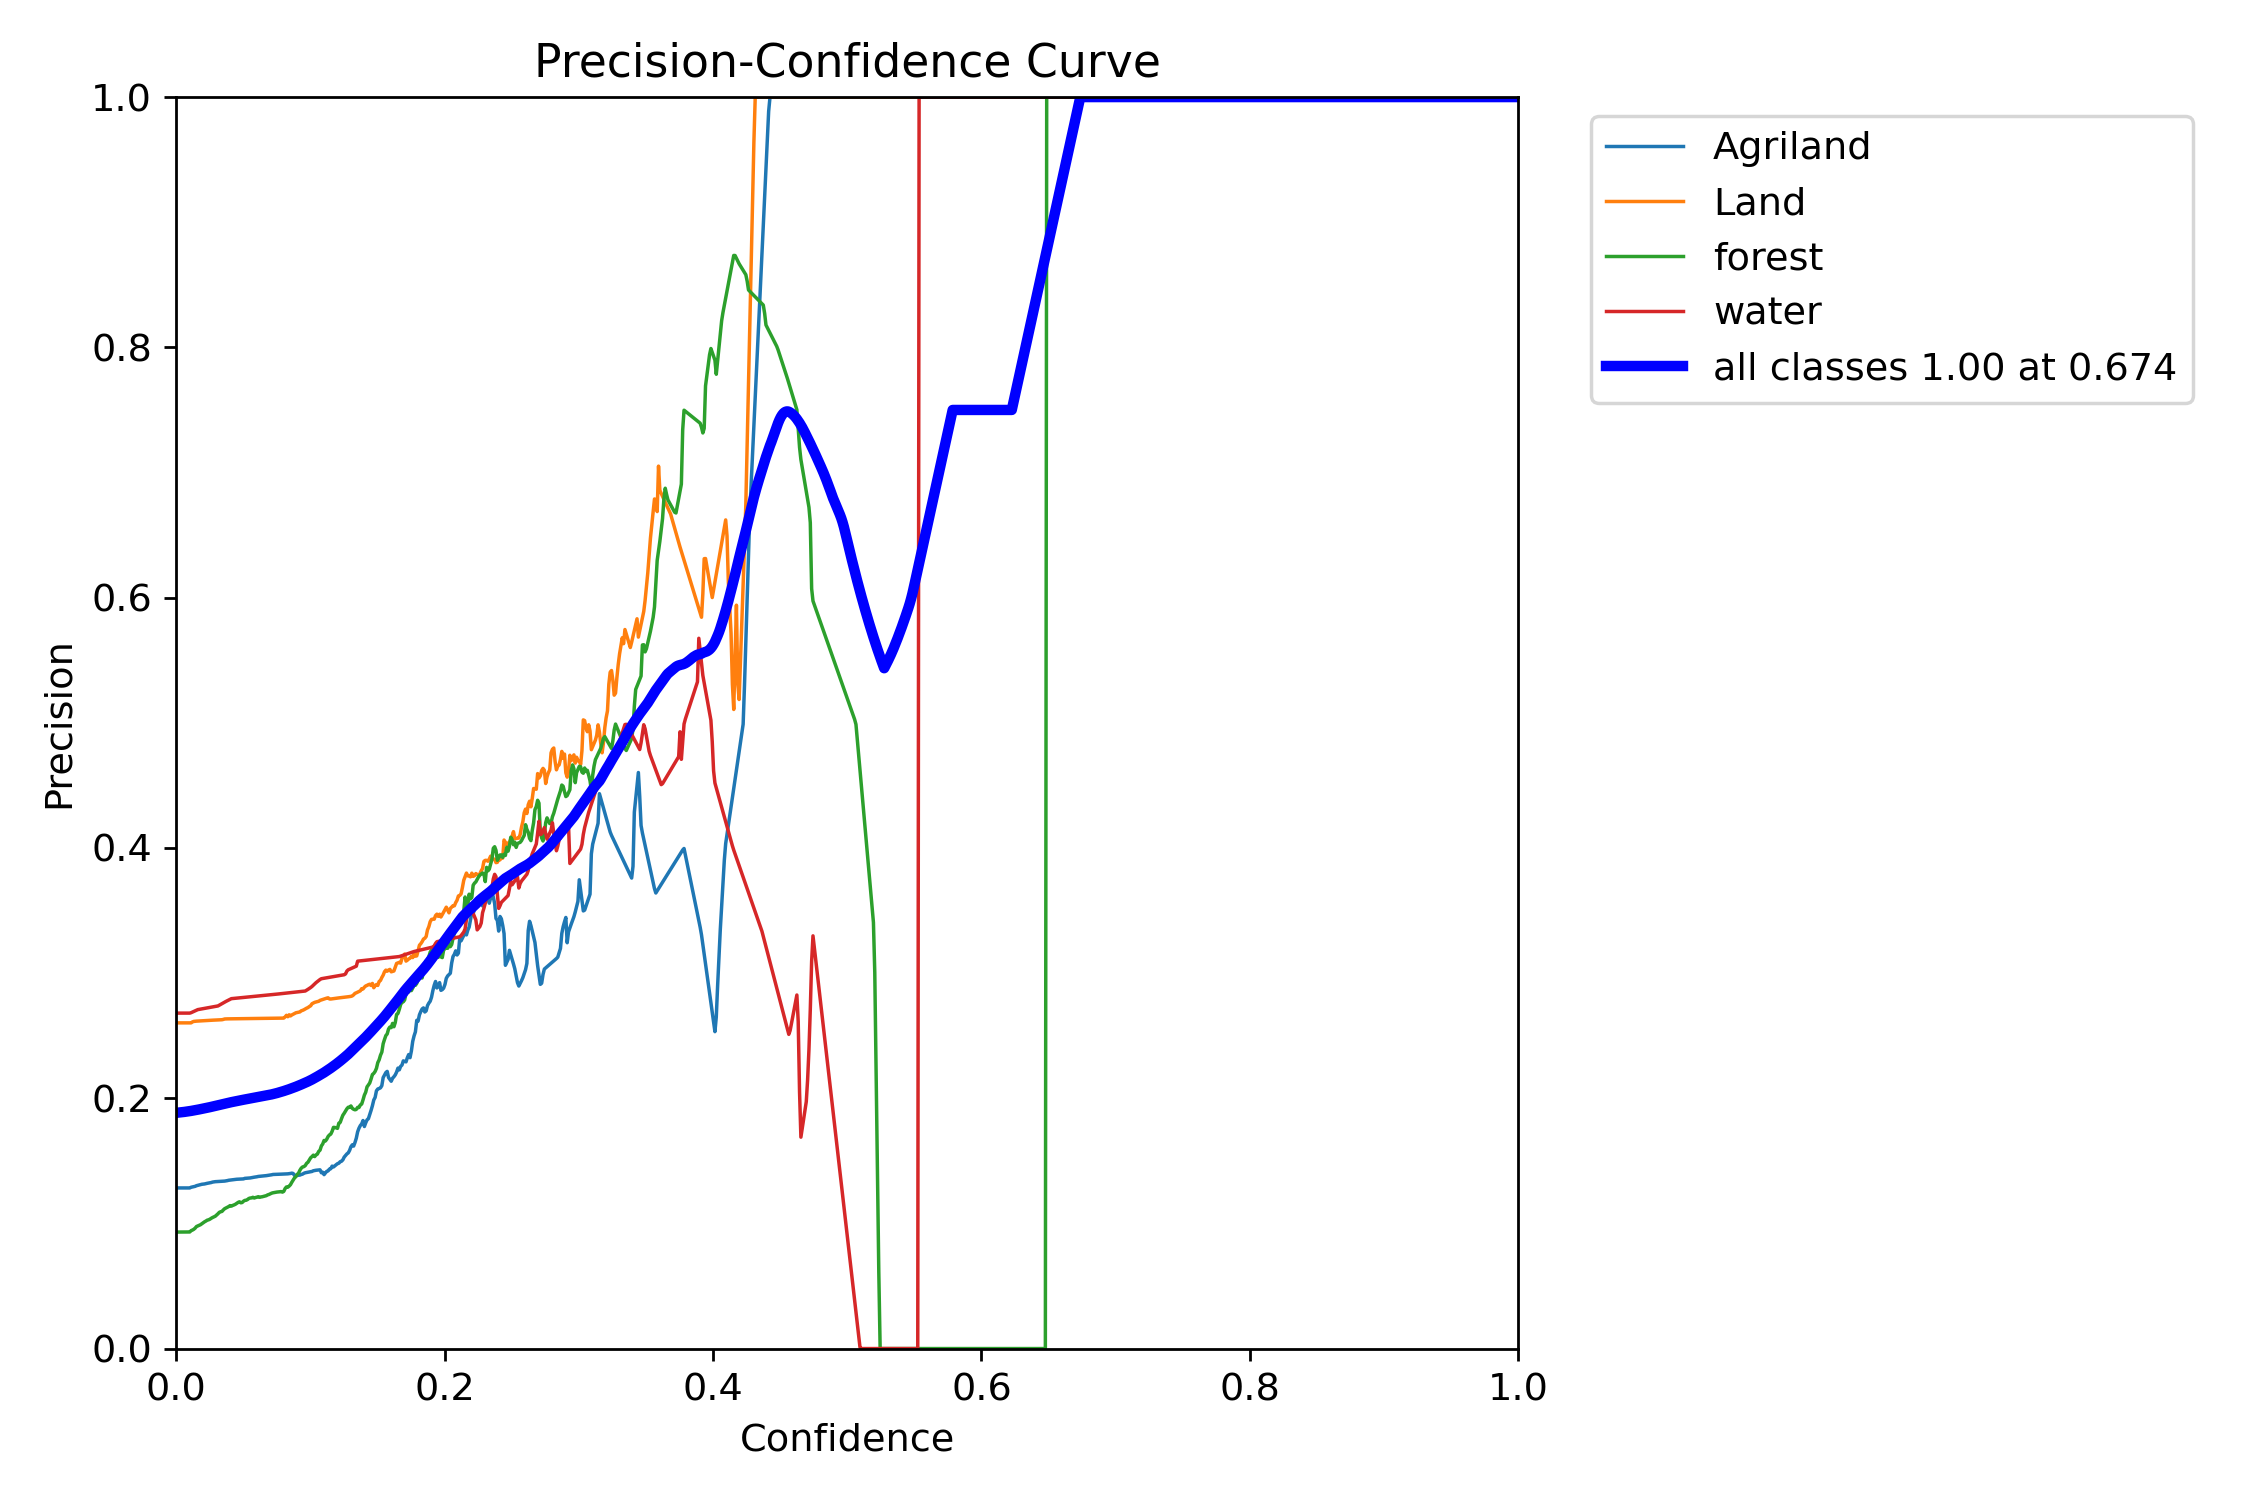 Precision-Confidence Curve
1.0
0.8
0.6
0.4
0.2
0.0
Precision
0.0 0.2 0.4 0.6 0.8 1.0
Confidence
Agriland
Land
forest
water
all classes 1.00 at 0.674